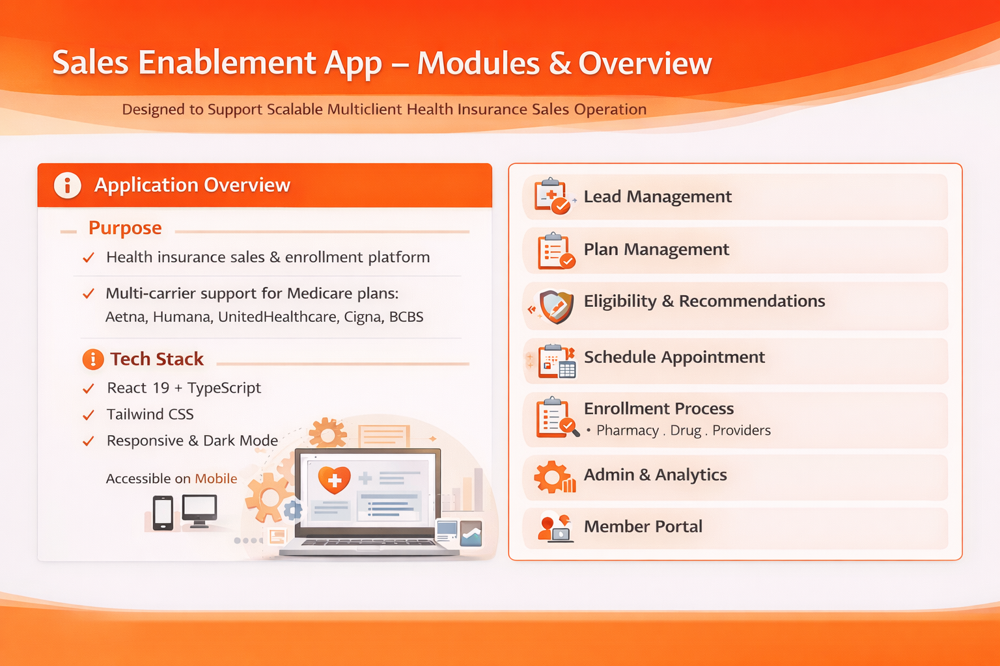 Sales Enablement App – Modules & Overview
Designed to Support Scalable Multiclient Health Insurance Sales Operation
Application Overview
Purpose
Health insurance sales & enrollment platform
Multi-carrier support for Medicare plans:
Aetna, Humana, UnitedHealthcare, Cigna, BCBS
Tech Stack
React 19 + TypeScript
Tailwind CSS
Responsive & Dark Mode
Accessible on Mobile
Lead Management
Plan Management
Eligibility & Recommendations
Schedule Appointment
Enrollment Process
• Pharmacy . Drug . Providers
Admin & Analytics
Member Portal